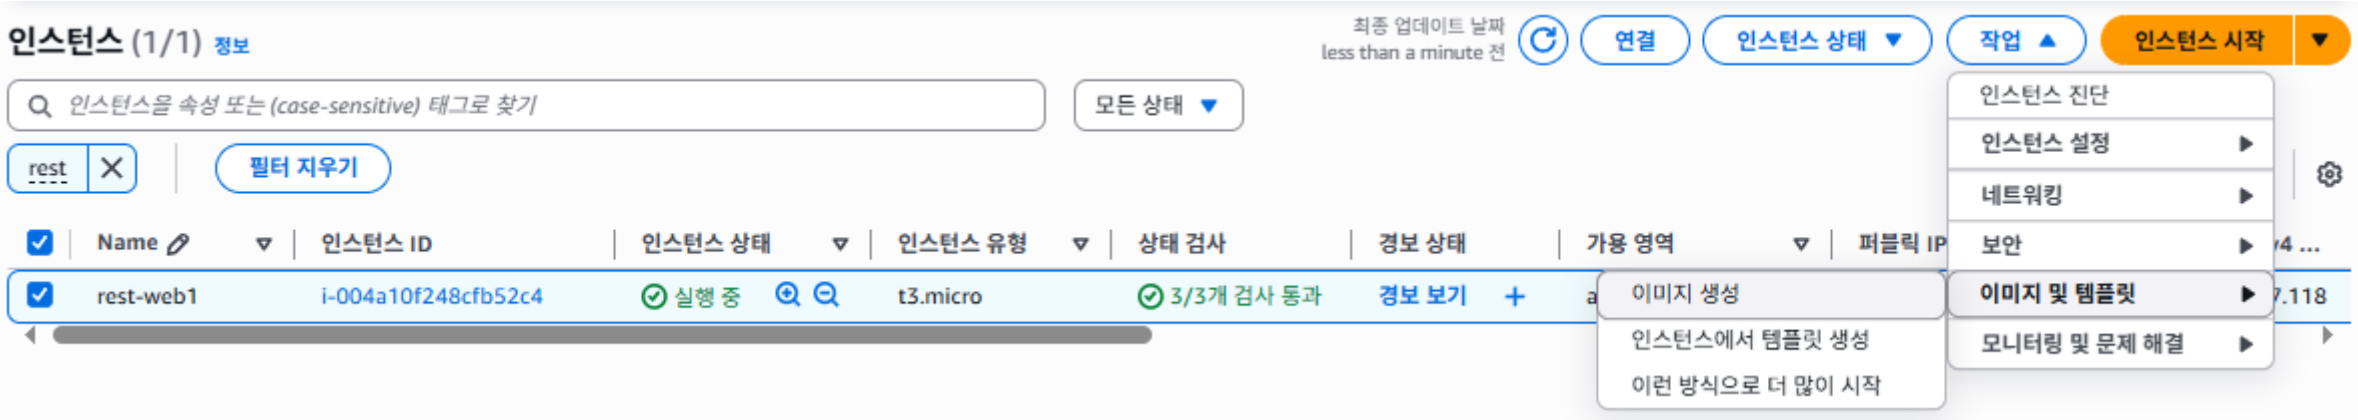 인스턴스 (1/1) 정보
최종 업데이트 날짜
less than a minute 전
연결
인스턴스 상태
작업
인스턴스 시작
인스턴스을 속성 또는 (case-sensitive) 태그로 찾기
모든 상태
인스턴스 진단
인스턴스 설정
네트워킹
보안
이미지 및 템플릿
모니터링 및 문제 해결
rest
필터 지우기
Name 인스턴스 ID 인스턴스 상태 인스턴스 유형 상태 검사 경보 상태 가용 영역 퍼블릭 IP v4 ...
rest-web1 i-004a10f248cfb52c4 실행 중 t3.micro 3/3개 검사 통과 경보 보기 + a 7.118
이미지 생성
인스턴스에서 템플릿 생성
이런 방식으로 더 많이 시작